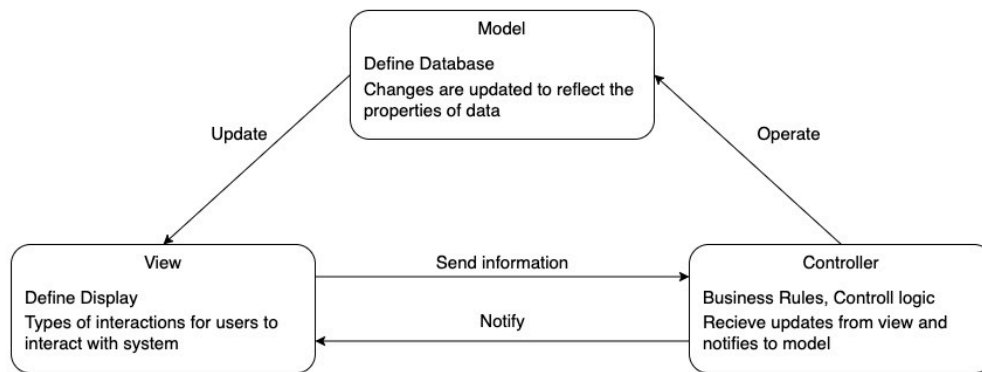 Model
Define Database
Changes are updated to reflect the
properties of data
Update
Operate
View
Define Display
Types of interactions for users to
interact with system
Send information
Notify
Controller
Business Rules, Controll logic
Recieve updates from view and
notifies to model